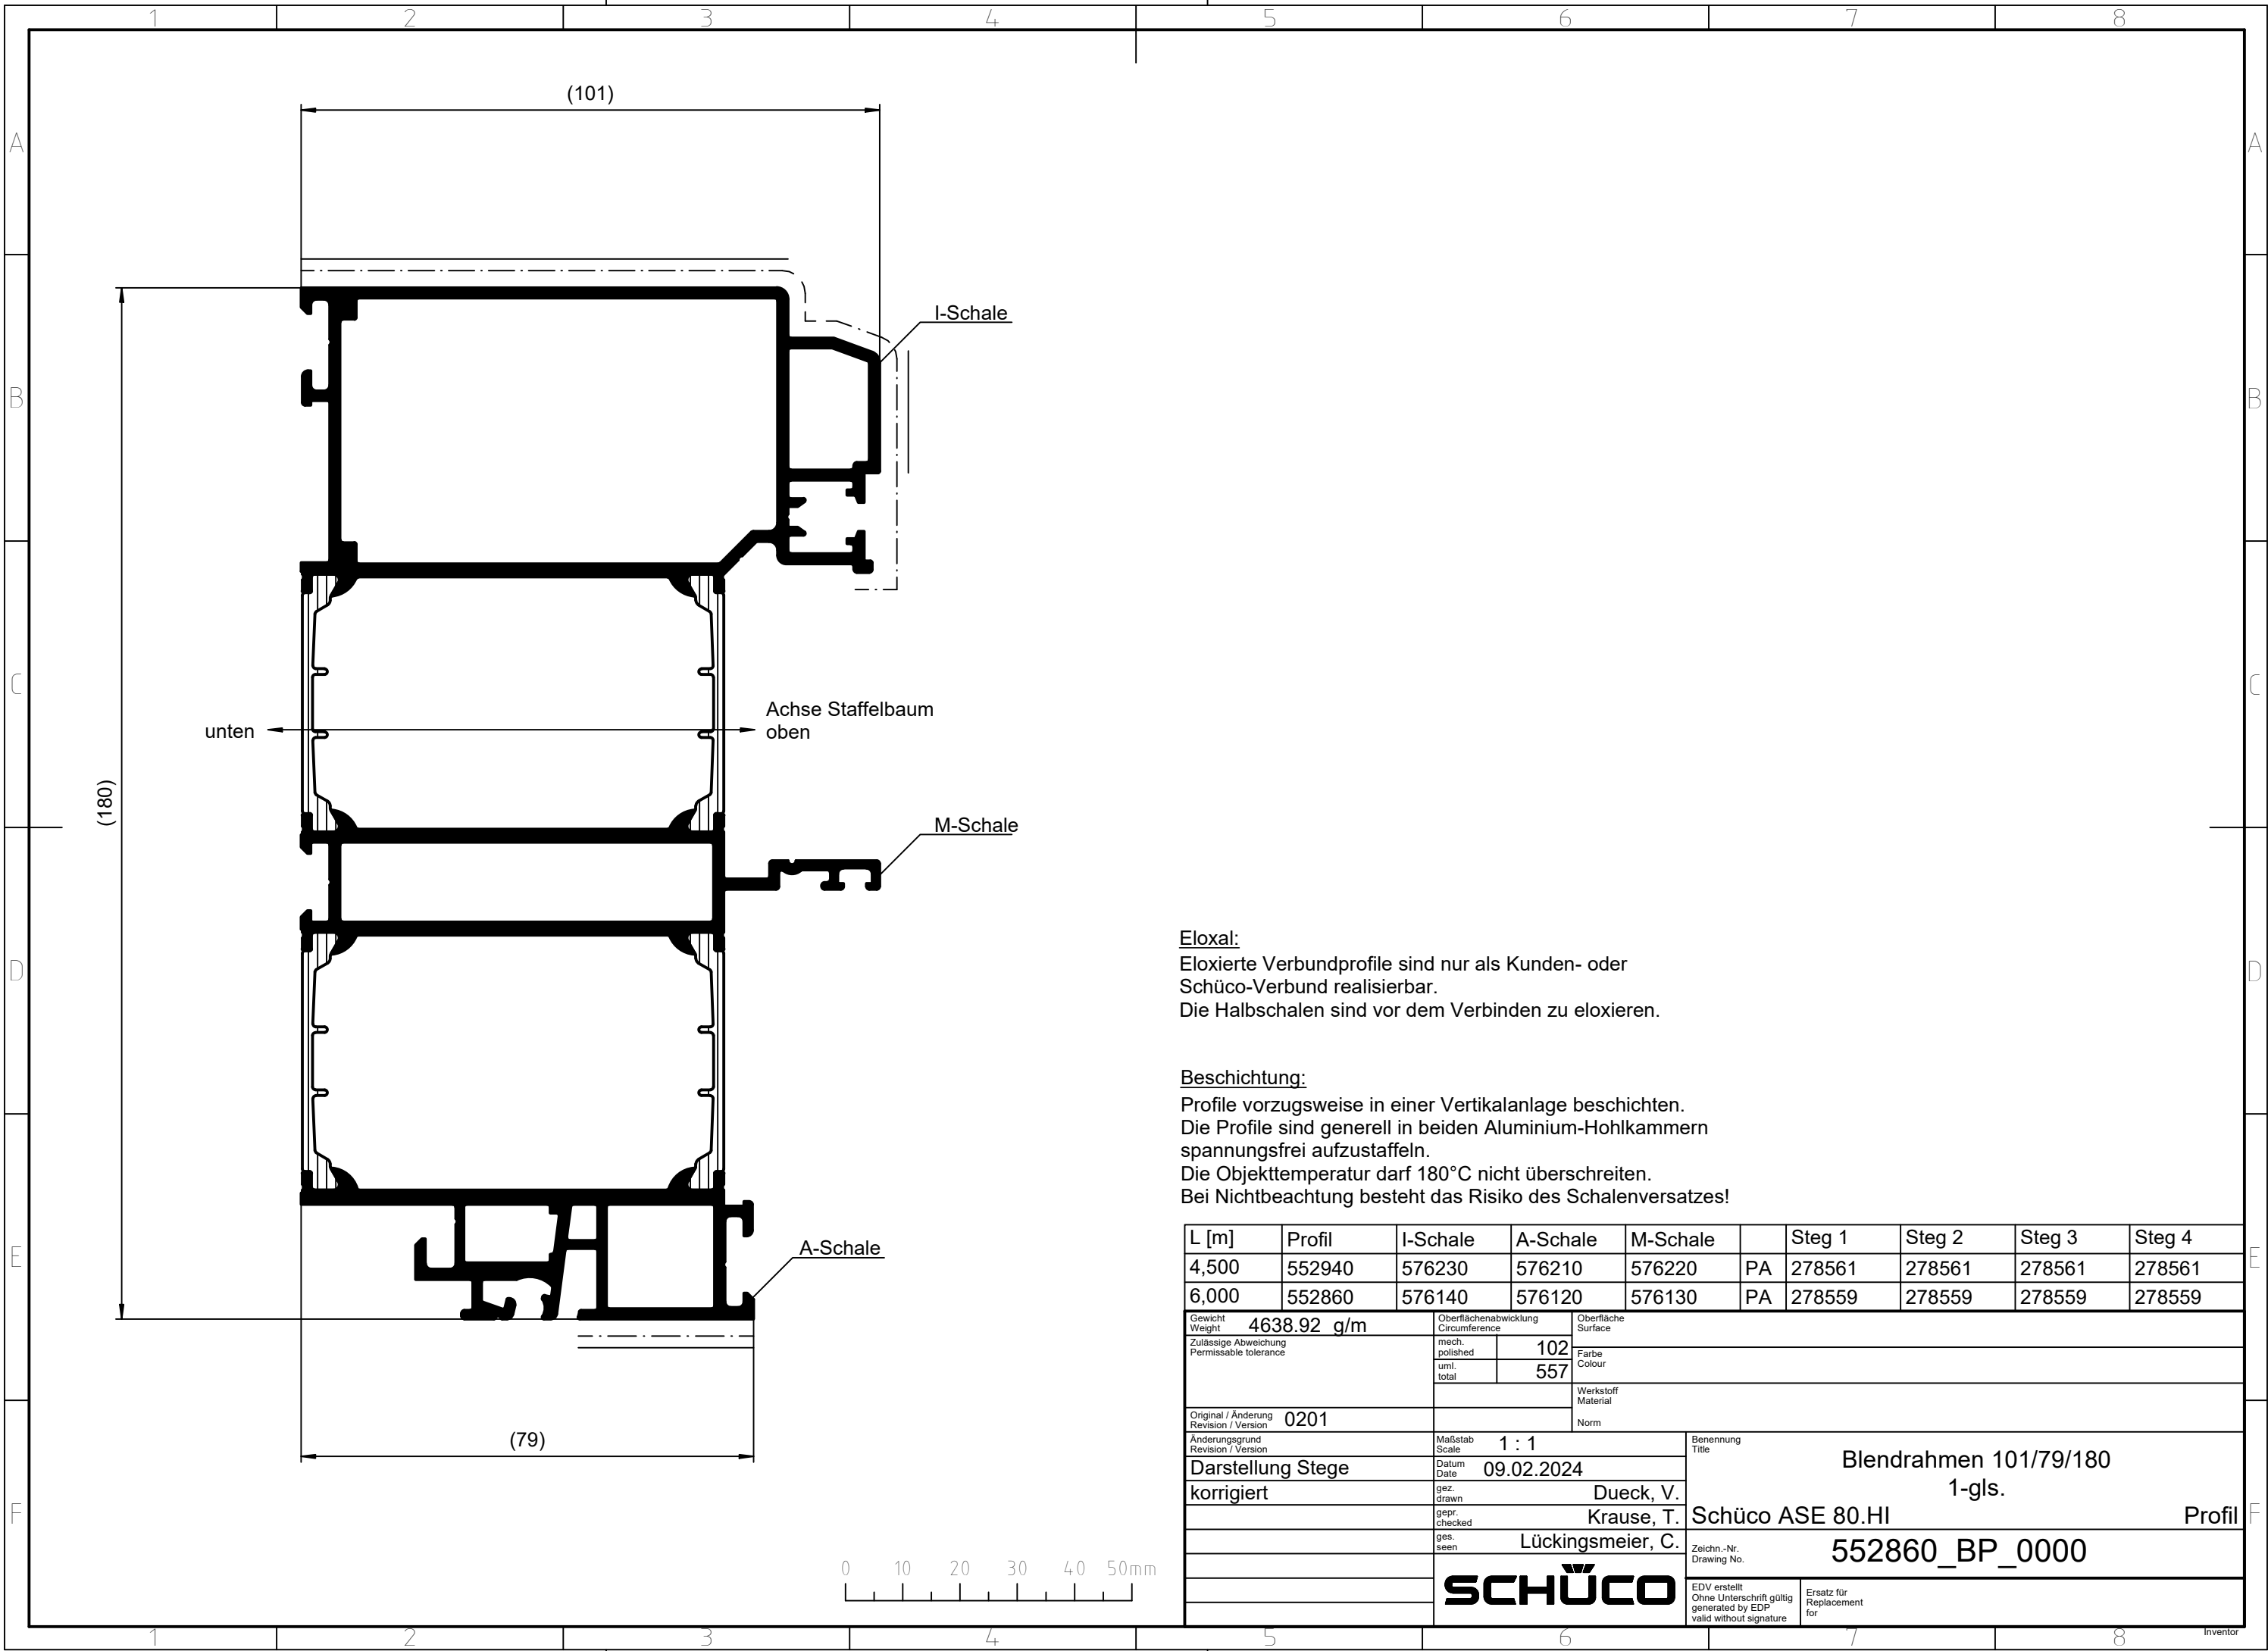 1 2 3 4 5 6 7 8
A A
B B
C C
D D
E E
F F
(101)
I-Schale
Achse Staffelbaum
unten oben
(180)
M-Schale
A-Schale
(79)
0 10 20 30 40 50mm
Eloxal:
Eloxierte Verbundprofile sind nur als Kunden- oder
Schüco-Verbund realisierbar.
Die Halbschalen sind vor dem Verbinden zu eloxieren.
Beschichtung:
Profile vorzugsweise in einer Vertikalanlage beschichten.
Die Profile sind generell in beiden Aluminium-Hohlkammern
spannungsfrei aufzustaffeln.
Die Objekttemperatur darf 180°C nicht überschreiten.
Bei Nichtbeachtung besteht das Risiko des Schalenversatzes!
L [m] Profil I-Schale A-Schale M-Schale Steg 1 Steg 2 Steg 3 Steg 4
4,500 552940 576230 576210 576220 PA 278561 278561 278561 278561
6,000 552860 576140 576120 576130 PA 278559 278559 278559 278559
Gewicht
Weight 4638.92 g/m
Zulässige Abweichung
Permissable tolerance
Original / Änderung
Revision / Version 0201
Änderungsgrund
Revision / Version
Darstellung Stege
korrigiert
Oberflächenabwicklung
Circumference
mech.
polished 102
uml.
total 557
Oberfläche
Surface
Farbe
Colour
Werkstoff
Material
Norm
Maßstab
Scale 1 : 1
Datum
Date 09.02.2024
gez.
drawn Dueck, V.
gepr.
checked Krause, T.
ges.
seen Lückingsmeier, C.
SCHÜCO
Benennung
Title
Blendrahmen 101/79/180
1-gls.
Schüco ASE 80.HI Profil
Zeichn.-Nr.
Drawing No. 552860_BP_0000
EDV erstellt
Ohne Unterschrift gültig
generated by EDP
valid without signature
Ersatz für
Replacement
for
1 2 3 4 5 6 7 8
Inventor